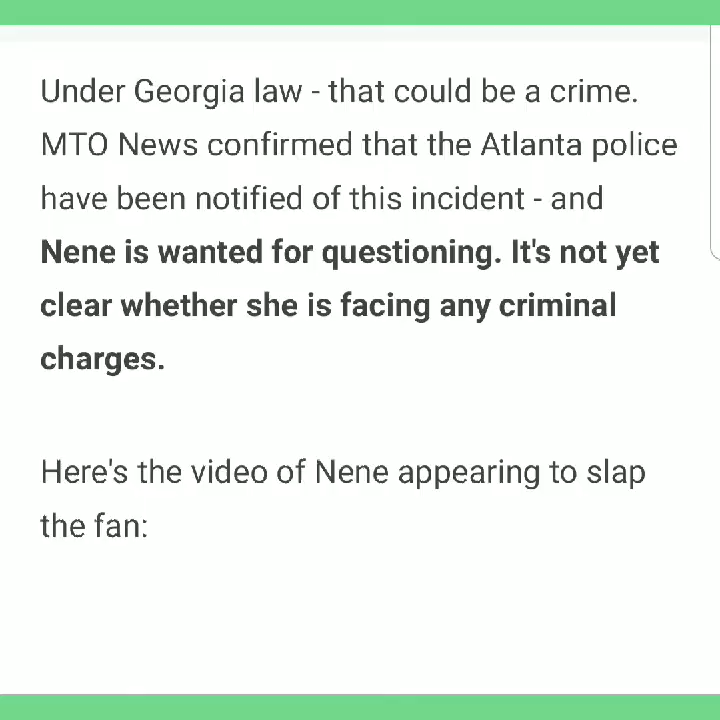 Under Georgia law - that could be a crime.
MTO News confirmed that the Atlanta police
have been notified of this incident - and
Nene is wanted for questioning. It's not yet
clear whether she is facing any criminal
charges.
Here's the video of Nene appearing to slap
the fan: